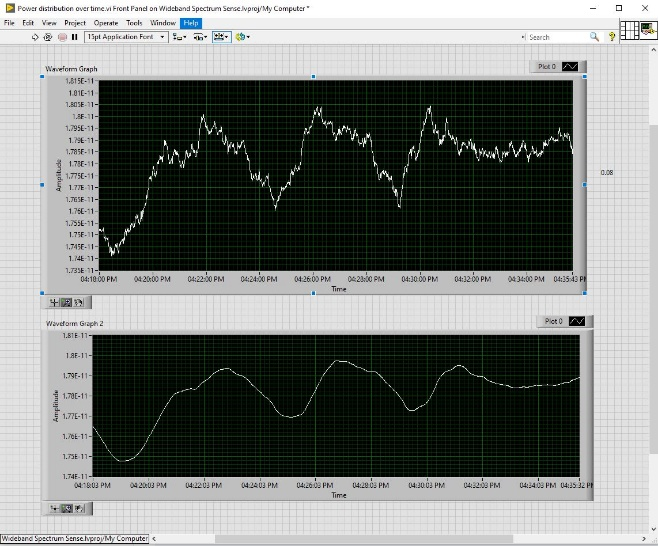 Power distribution over time.vi Front Panel on Wideband Spectrum Sense.lvproj/My Computer *
File Edit View Project Operate Tools Window Help
15pt Application Font
Search
Waveform Graph
Plot 0
1.815E-11
1.81E-11
1.805E-11
1.8E-11
1.795E-11
1.79E-11
1.785E-11
1.78E-11
1.775E-11
1.77E-11
1.765E-11
1.76E-11
1.755E-11
1.75E-11
1.745E-11
1.74E-11
1.735E-11
Amplitude
0.08
04:18:00 PM 04:20:00 PM 04:22:00 PM 04:24:00 PM 04:26:00 PM 04:28:00 PM 04:30:00 PM 04:32:00 PM 04:34:00 PM 04:35:43 PM
Time
Waveform Graph 2
Plot 0
1.81E-11
1.8E-11
1.79E-11
1.78E-11
1.77E-11
1.76E-11
1.75E-11
1.74E-11
Amplitude
04:18:03 PM 04:20:03 PM 04:22:03 PM 04:24:03 PM 04:26:03 PM 04:28:03 PM 04:30:03 PM 04:32:03 PM 04:34:03 PM 04:35:32 P
Time
Wideband Spectrum Sense.lvproj/My Computer